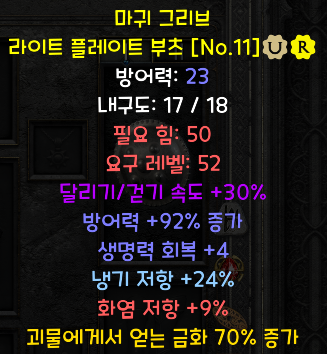 마귀 그리브
라이트 플레이트 부츠 [No.11] U R
방어력: 23
내구도: 17 / 18
필요 힘: 50
요구 레벨: 52
달리기/걷기 속도 +30%
방어력 +92% 증가
생명력 회복 +4
냉기 저항 +24%
화염 저항 +9%
괴물에게서 얻는 금화 70% 증가